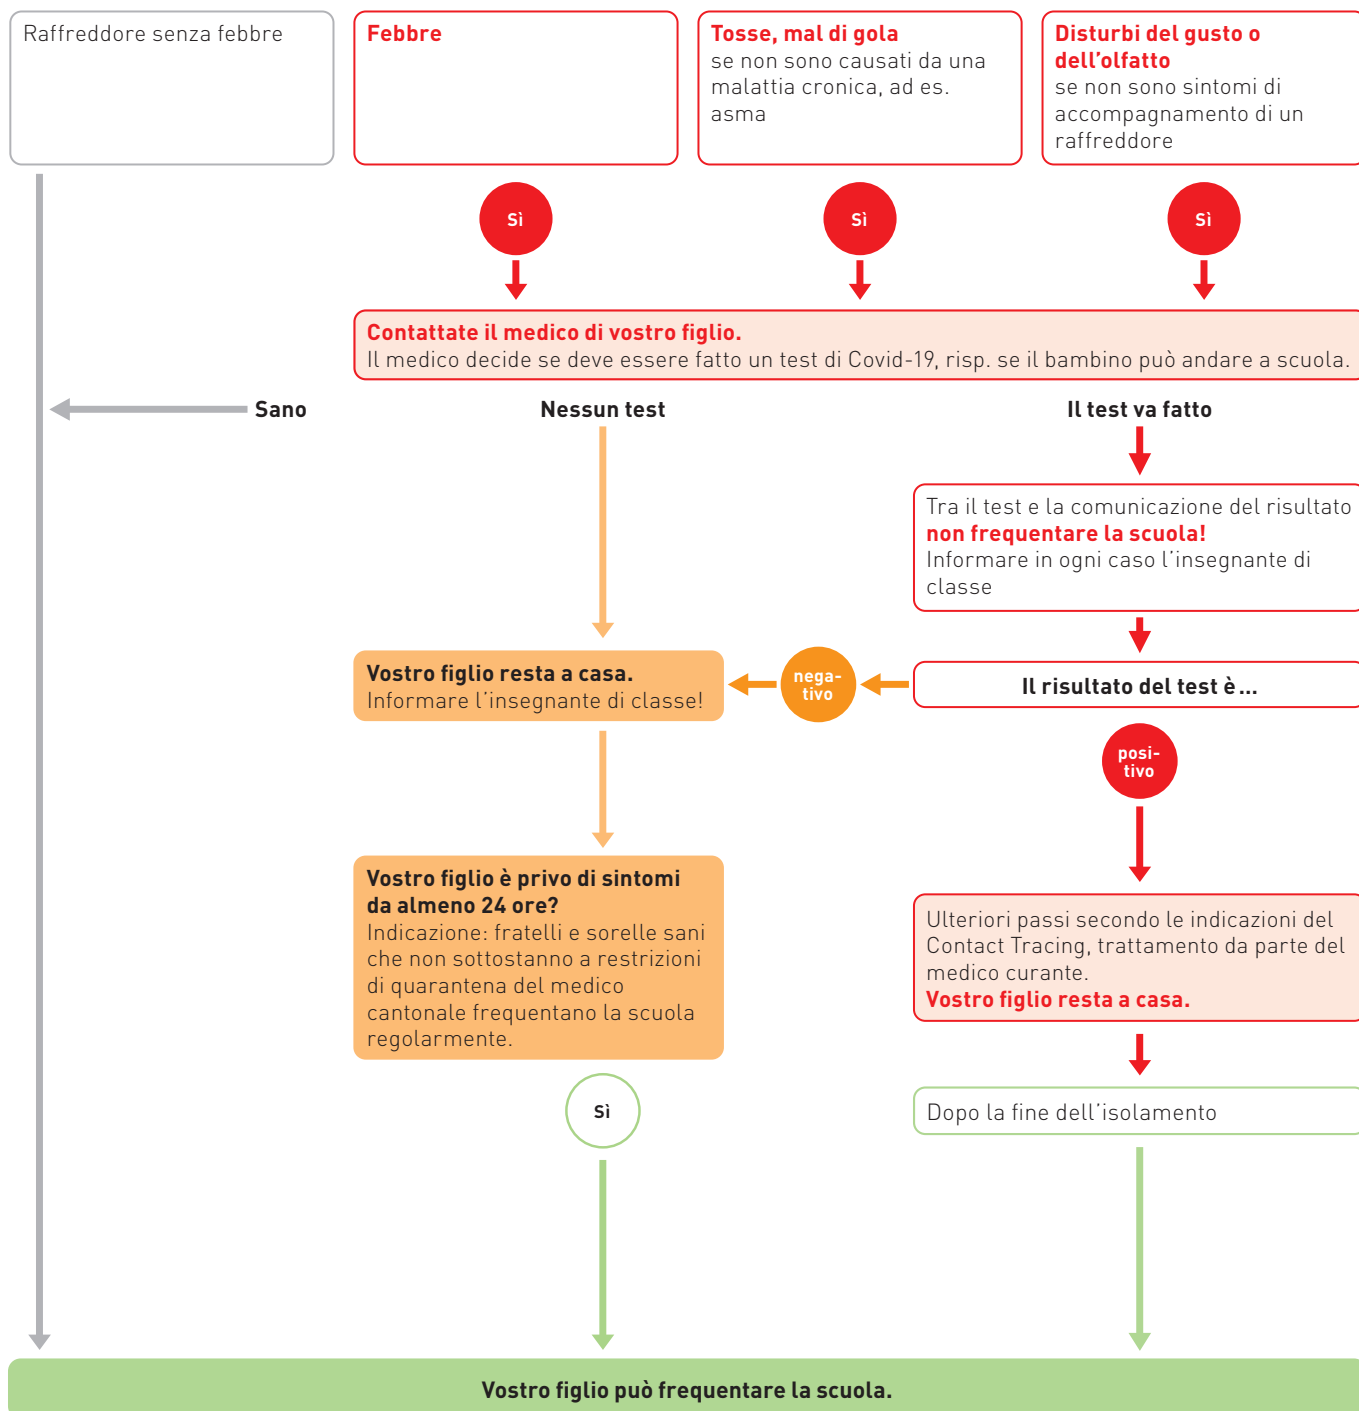 Raffreddore senza febbre
Febbre
Tosse, mal di gola
se non sono causati da una
malattia cronica, ad es.
asma
Disturbi del gusto o
dell'olfatto
se non sono sintomi di
accompagnamento di un
raffreddore
Sì
Sì
Sì
Contattate il medico di vostro figlio.
Il medico decide se deve essere fatto un test di Covid-19, risp. se il bambino può andare a scuola.
Sano
Nessun test
Il test va fatto
Tra il test e la comunicazione del risultato
non frequentare la scuola!
Informare in ogni caso l'insegnante di
classe
Vostro figlio resta a casa.
Informare l'insegnante di classe!
nega-
tivo
Il risultato del test è...
posi-
tivo
Vostro figlio è privo di sintomi
da almeno 24 ore?
Indicazione: fratelli e sorelle sani
che non sottostanno a restrizioni
di quarantena del medico
cantonale frequentano la scuola
regolarmente.
Ulteriori passi secondo le indicazioni del
Contact Tracing, trattamento da parte del
medico curante.
Vostro figlio resta a casa.
Sì
Dopo la fine dell'isolamento
Vostro figlio può frequentare la scuola.